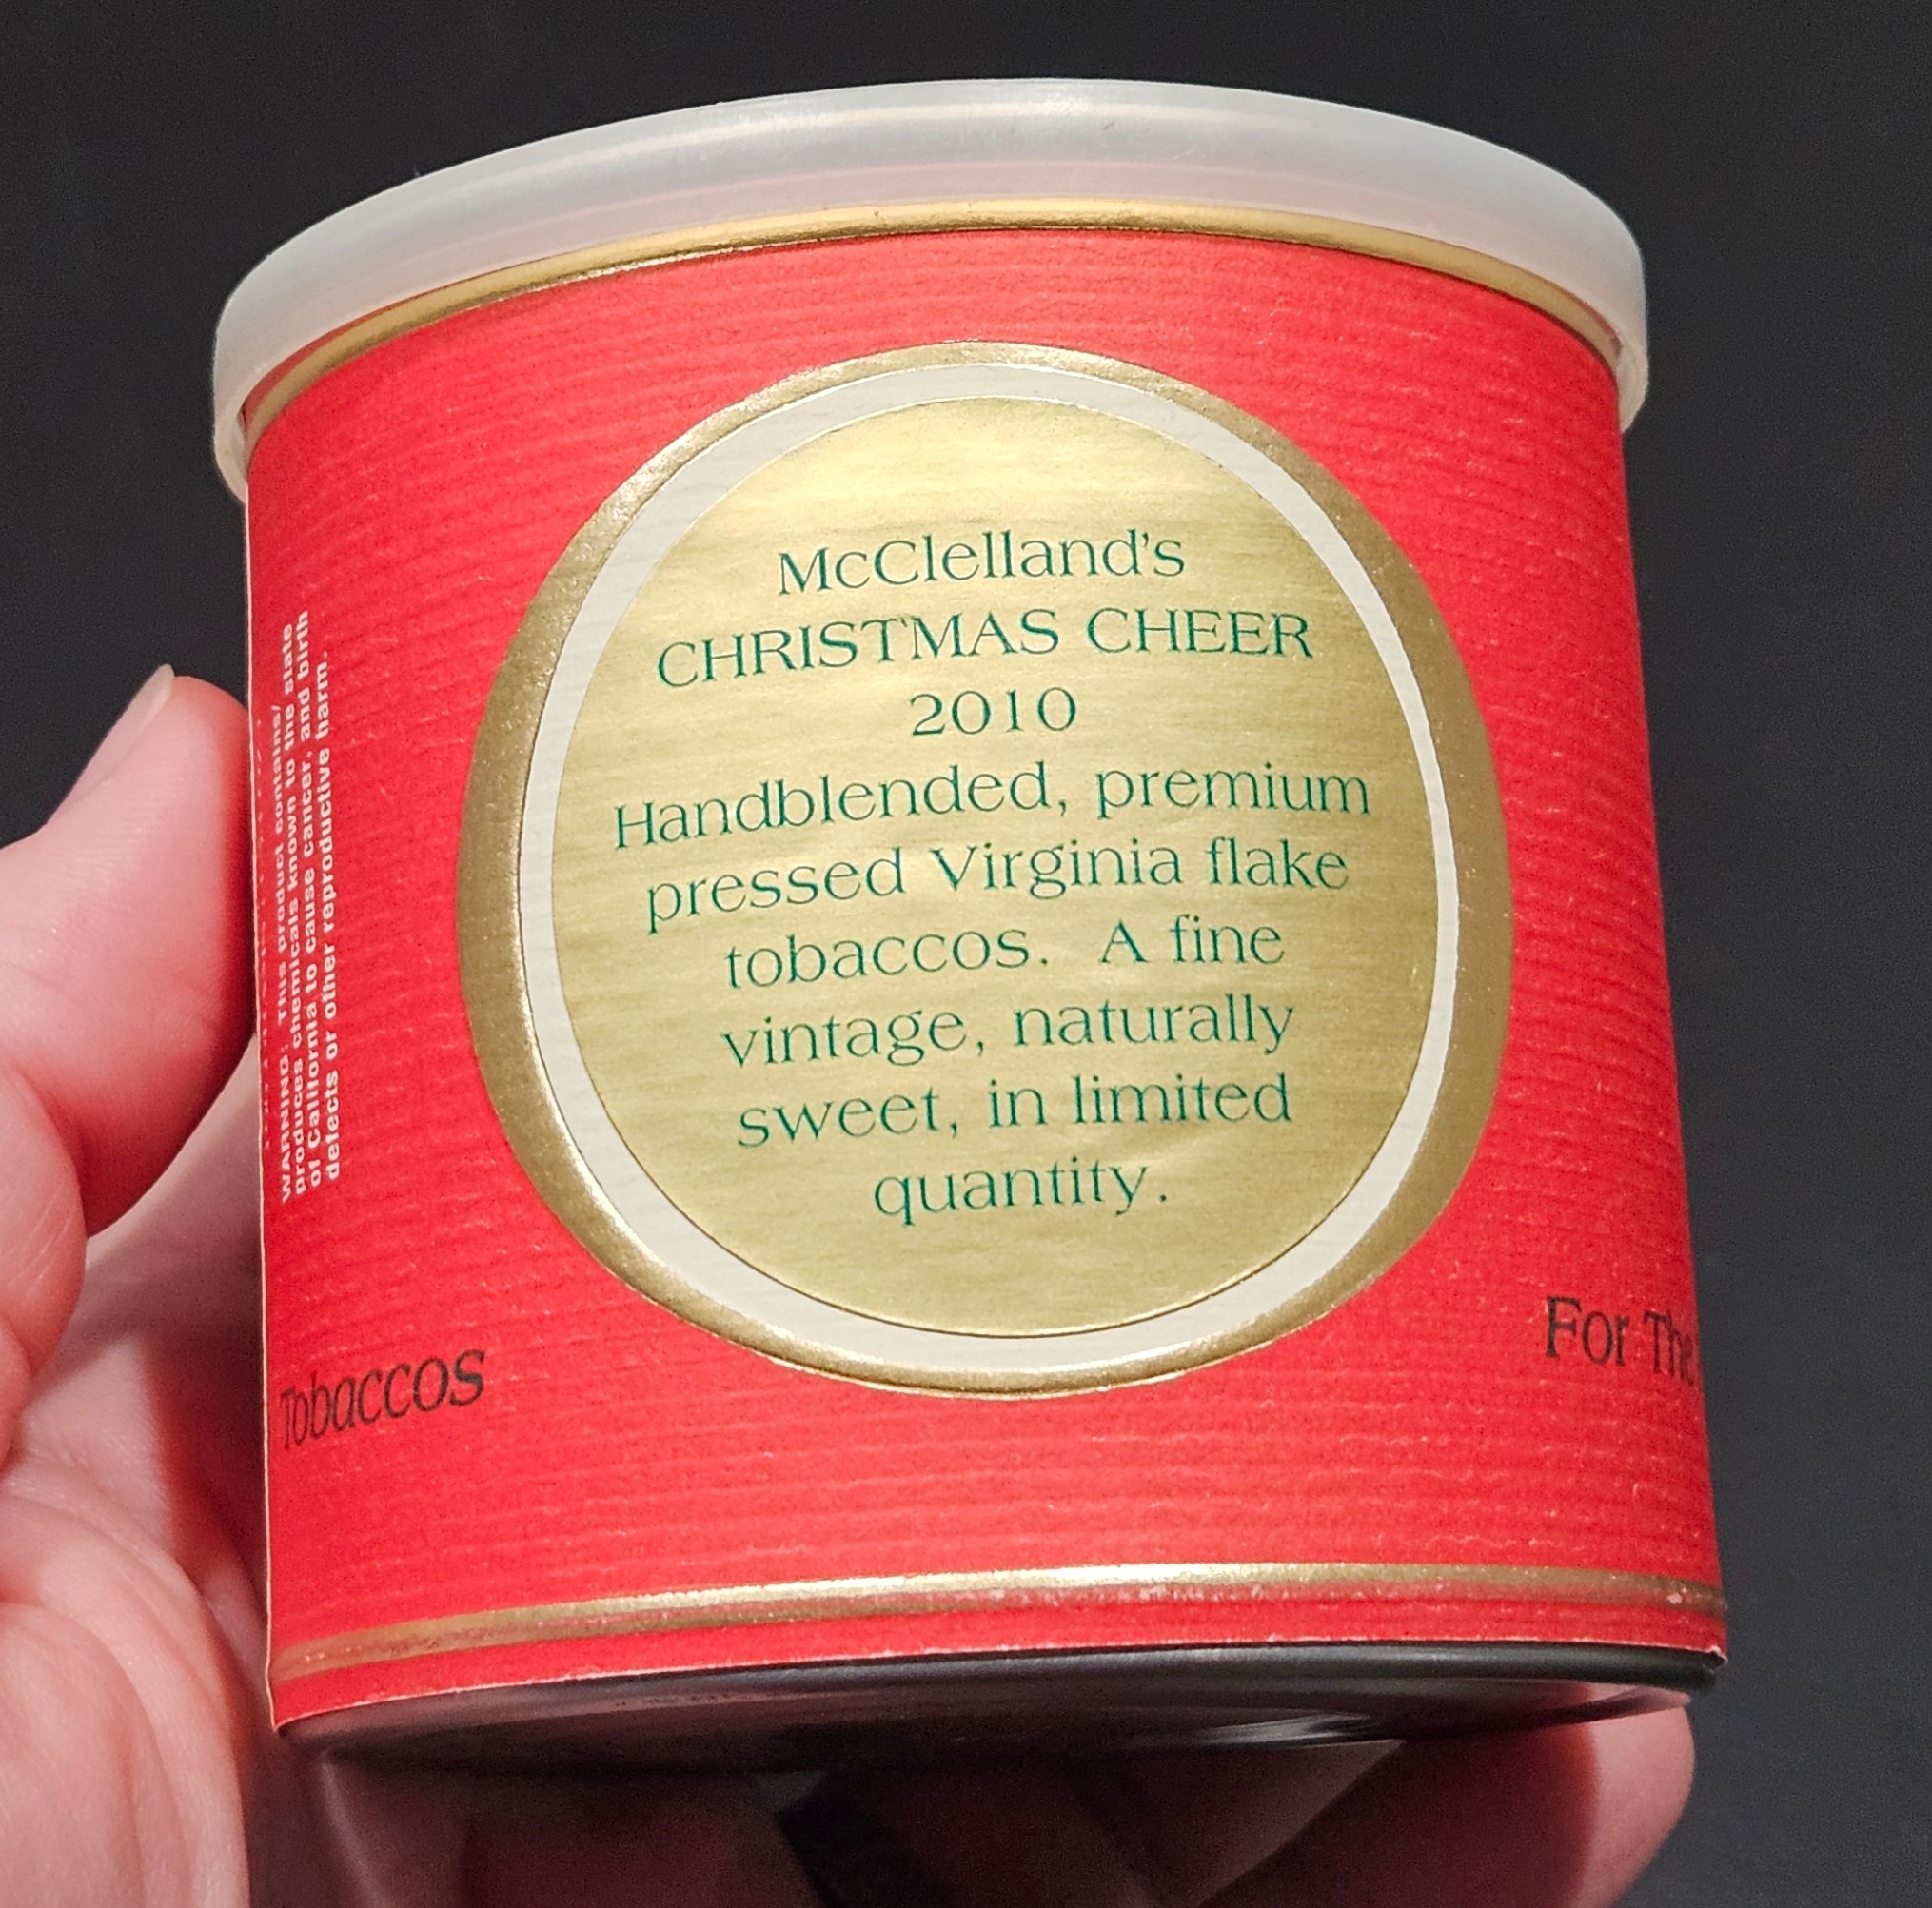 McClelland's
CHRISTMAS CHEER
2010
Handblended, premium
pressed Virginia flake
tobaccos. A fine
vintage, naturally
sweet, in limited
quantity.
WARNING: This product contains/
produces chemicals known to the state
of California to cause cancer, and birth
defects or other reproductive harm.
Tobaccos
For The